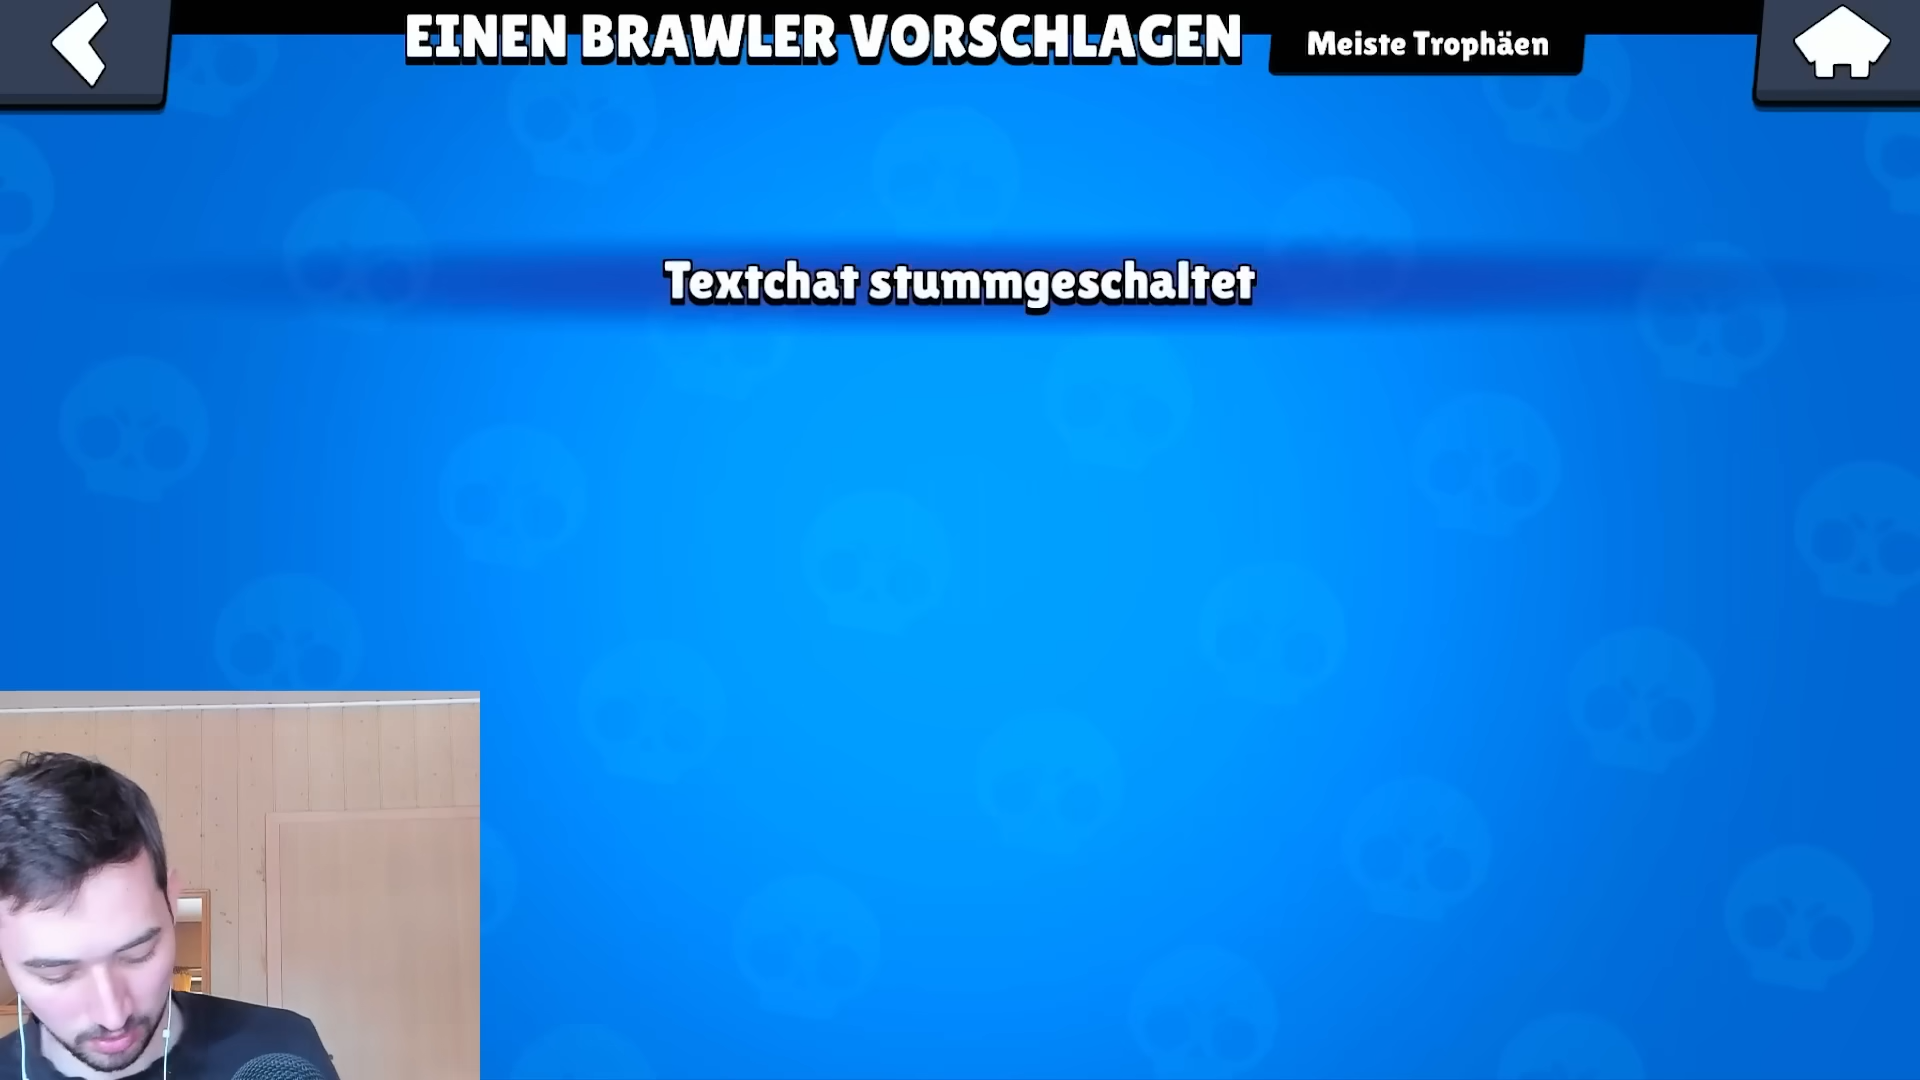 EINEN BRAWLER VORSCHLAGEN
Meiste Trophäen
Textchat stummgeschaltet